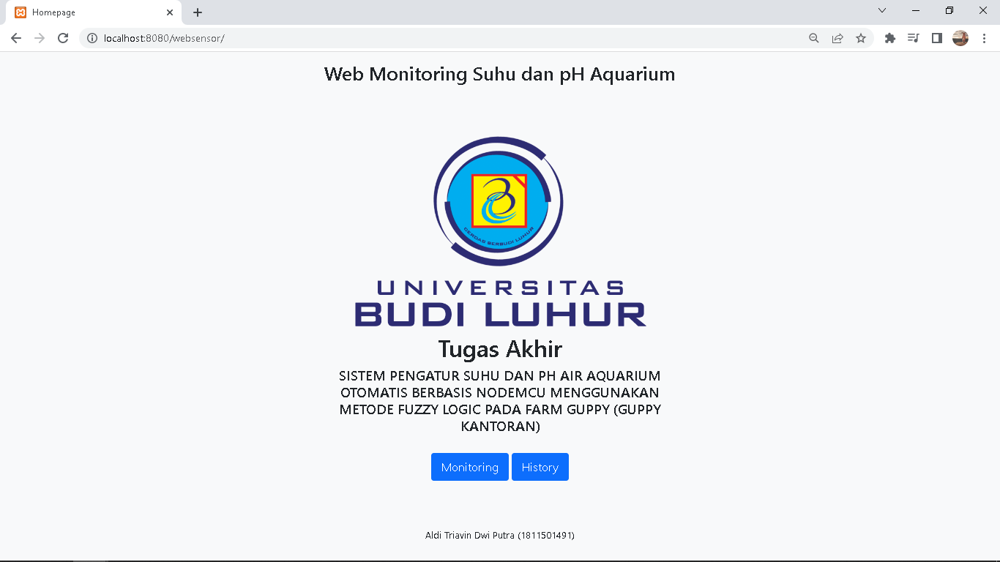 Homepage
localhost:8080/websensor/
Web Monitoring Suhu dan pH Aquarium
CERDAS BERBUDI LUHUR
UNIVERSITAS
BUDI LUHUR
Tugas Akhir
SISTEM PENGATUR SUHU DAN PH AIR AQUARIUM
OTOMATIS BERBASIS NODEMCU MENGGUNAKAN
METODE FUZZY LOGIC PADA FARM GUPPY (GUPPY
KANTORAN)
Monitoring History
Aldi Triavin Dwi Putra (1811501491)